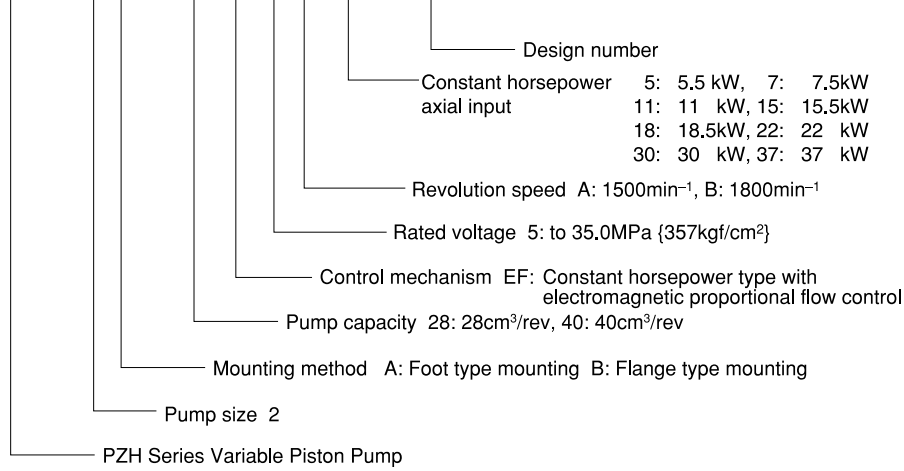 Design number
Constant horsepower 5: 5.5 kW, 7: 7.5kW
axial input 11: 11 kW, 15: 15.5kW
18: 18.5kW, 22: 22 kW
30: 30 kW, 37: 37 kW
Revolution speed A: 1500min⁻¹, B: 1800min⁻¹
Rated voltage 5: to 35.0MPa {357kgf/cm²}
Control mechanism EF: Constant horsepower type with
electromagnetic proportional flow control
Pump capacity 28: 28cm³/rev, 40: 40cm³/rev
Mounting method A: Foot type mounting B: Flange type mounting
Pump size 2
PZH Series Variable Piston Pump